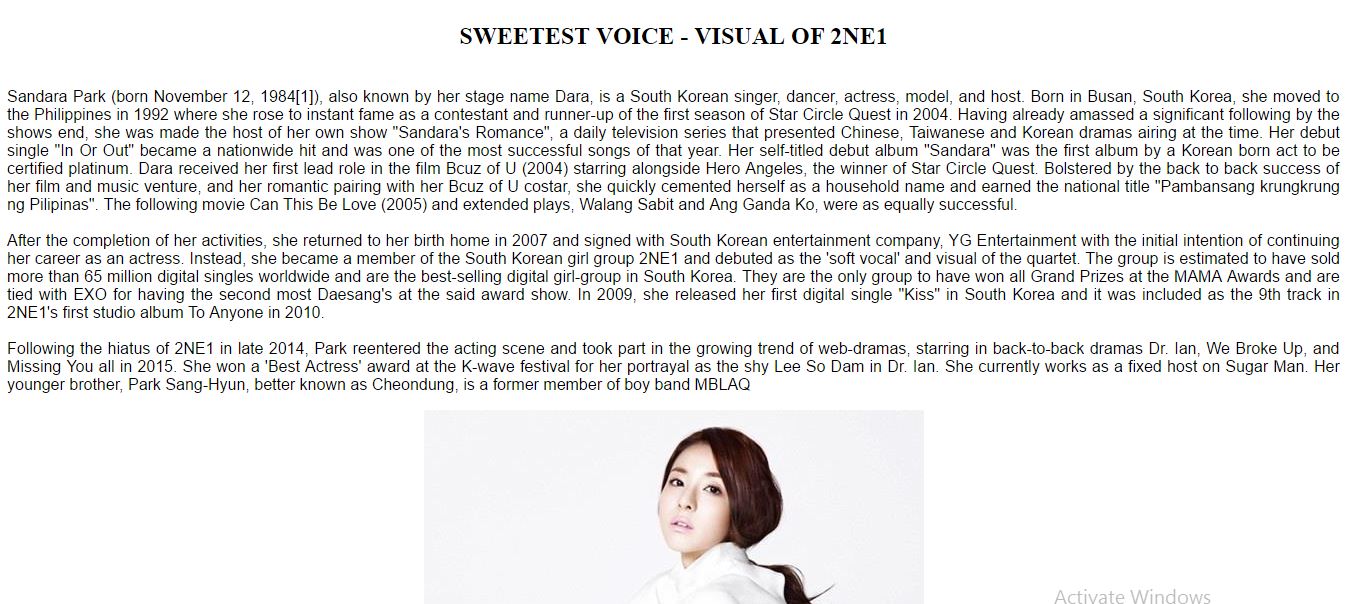 SWEETEST VOICE - VISUAL OF 2NE1
Sandara Park (born November 12, 1984[1]), also known by her stage name Dara, is a South Korean singer, dancer, actress, model, and host. Born in Busan, South Korea, she moved to
the Philippines in 1992 where she rose to instant fame as a contestant and runner-up of the first season of Star Circle Quest in 2004. Having already amassed a significant following by the
shows end, she was made the host of her own show "Sandara's Romance", a daily television series that presented Chinese, Taiwanese and Korean dramas airing at the time. Her debut
single "In Or Out" became a nationwide hit and was one of the most successful songs of that year. Her self-titled debut album "Sandara" was the first album by a Korean born act to be
certified platinum. Dara received her first lead role in the film Bcuz of U (2004) starring alongside Hero Angeles, the winner of Star Circle Quest. Bolstered by the back to back success of
her film and music venture, and her romantic pairing with her Bcuz of U costar, she quickly cemented herself as a household name and earned the national title "Pambansang krungkrung
ng Pilipinas". The following movie Can This Be Love (2005) and extended plays, Walang Sabit and Ang Ganda Ko, were as equally successful.
After the completion of her activities, she returned to her birth home in 2007 and signed with South Korean entertainment company, YG Entertainment with the initial intention of continuing
her career as an actress. Instead, she became a member of the South Korean girl group 2NE1 and debuted as the 'soft vocal' and visual of the quartet. The group is estimated to have sold
more than 65 million digital singles worldwide and are the best-selling digital girl-group in South Korea. They are the only group to have won all Grand Prizes at the MAMA Awards and are
tied with EXO for having the second most Daesang's at the said award show. In 2009, she released her first digital single "Kiss" in South Korea and it was included as the 9th track in
2NE1's first studio album To Anyone in 2010.
Following the hiatus of 2NE1 in late 2014, Park reentered the acting scene and took part in the growing trend of web-dramas, starring in back-to-back dramas Dr. Ian, We Broke Up, and
Missing You all in 2015. She won a 'Best Actress' award at the K-wave festival for her portrayal as the shy Lee So Dam in Dr. Ian. She currently works as a fixed host on Sugar Man. Her
younger brother, Park Sang-Hyun, better known as Cheondung, is a former member of boy band MBLAQ
Activate Windows